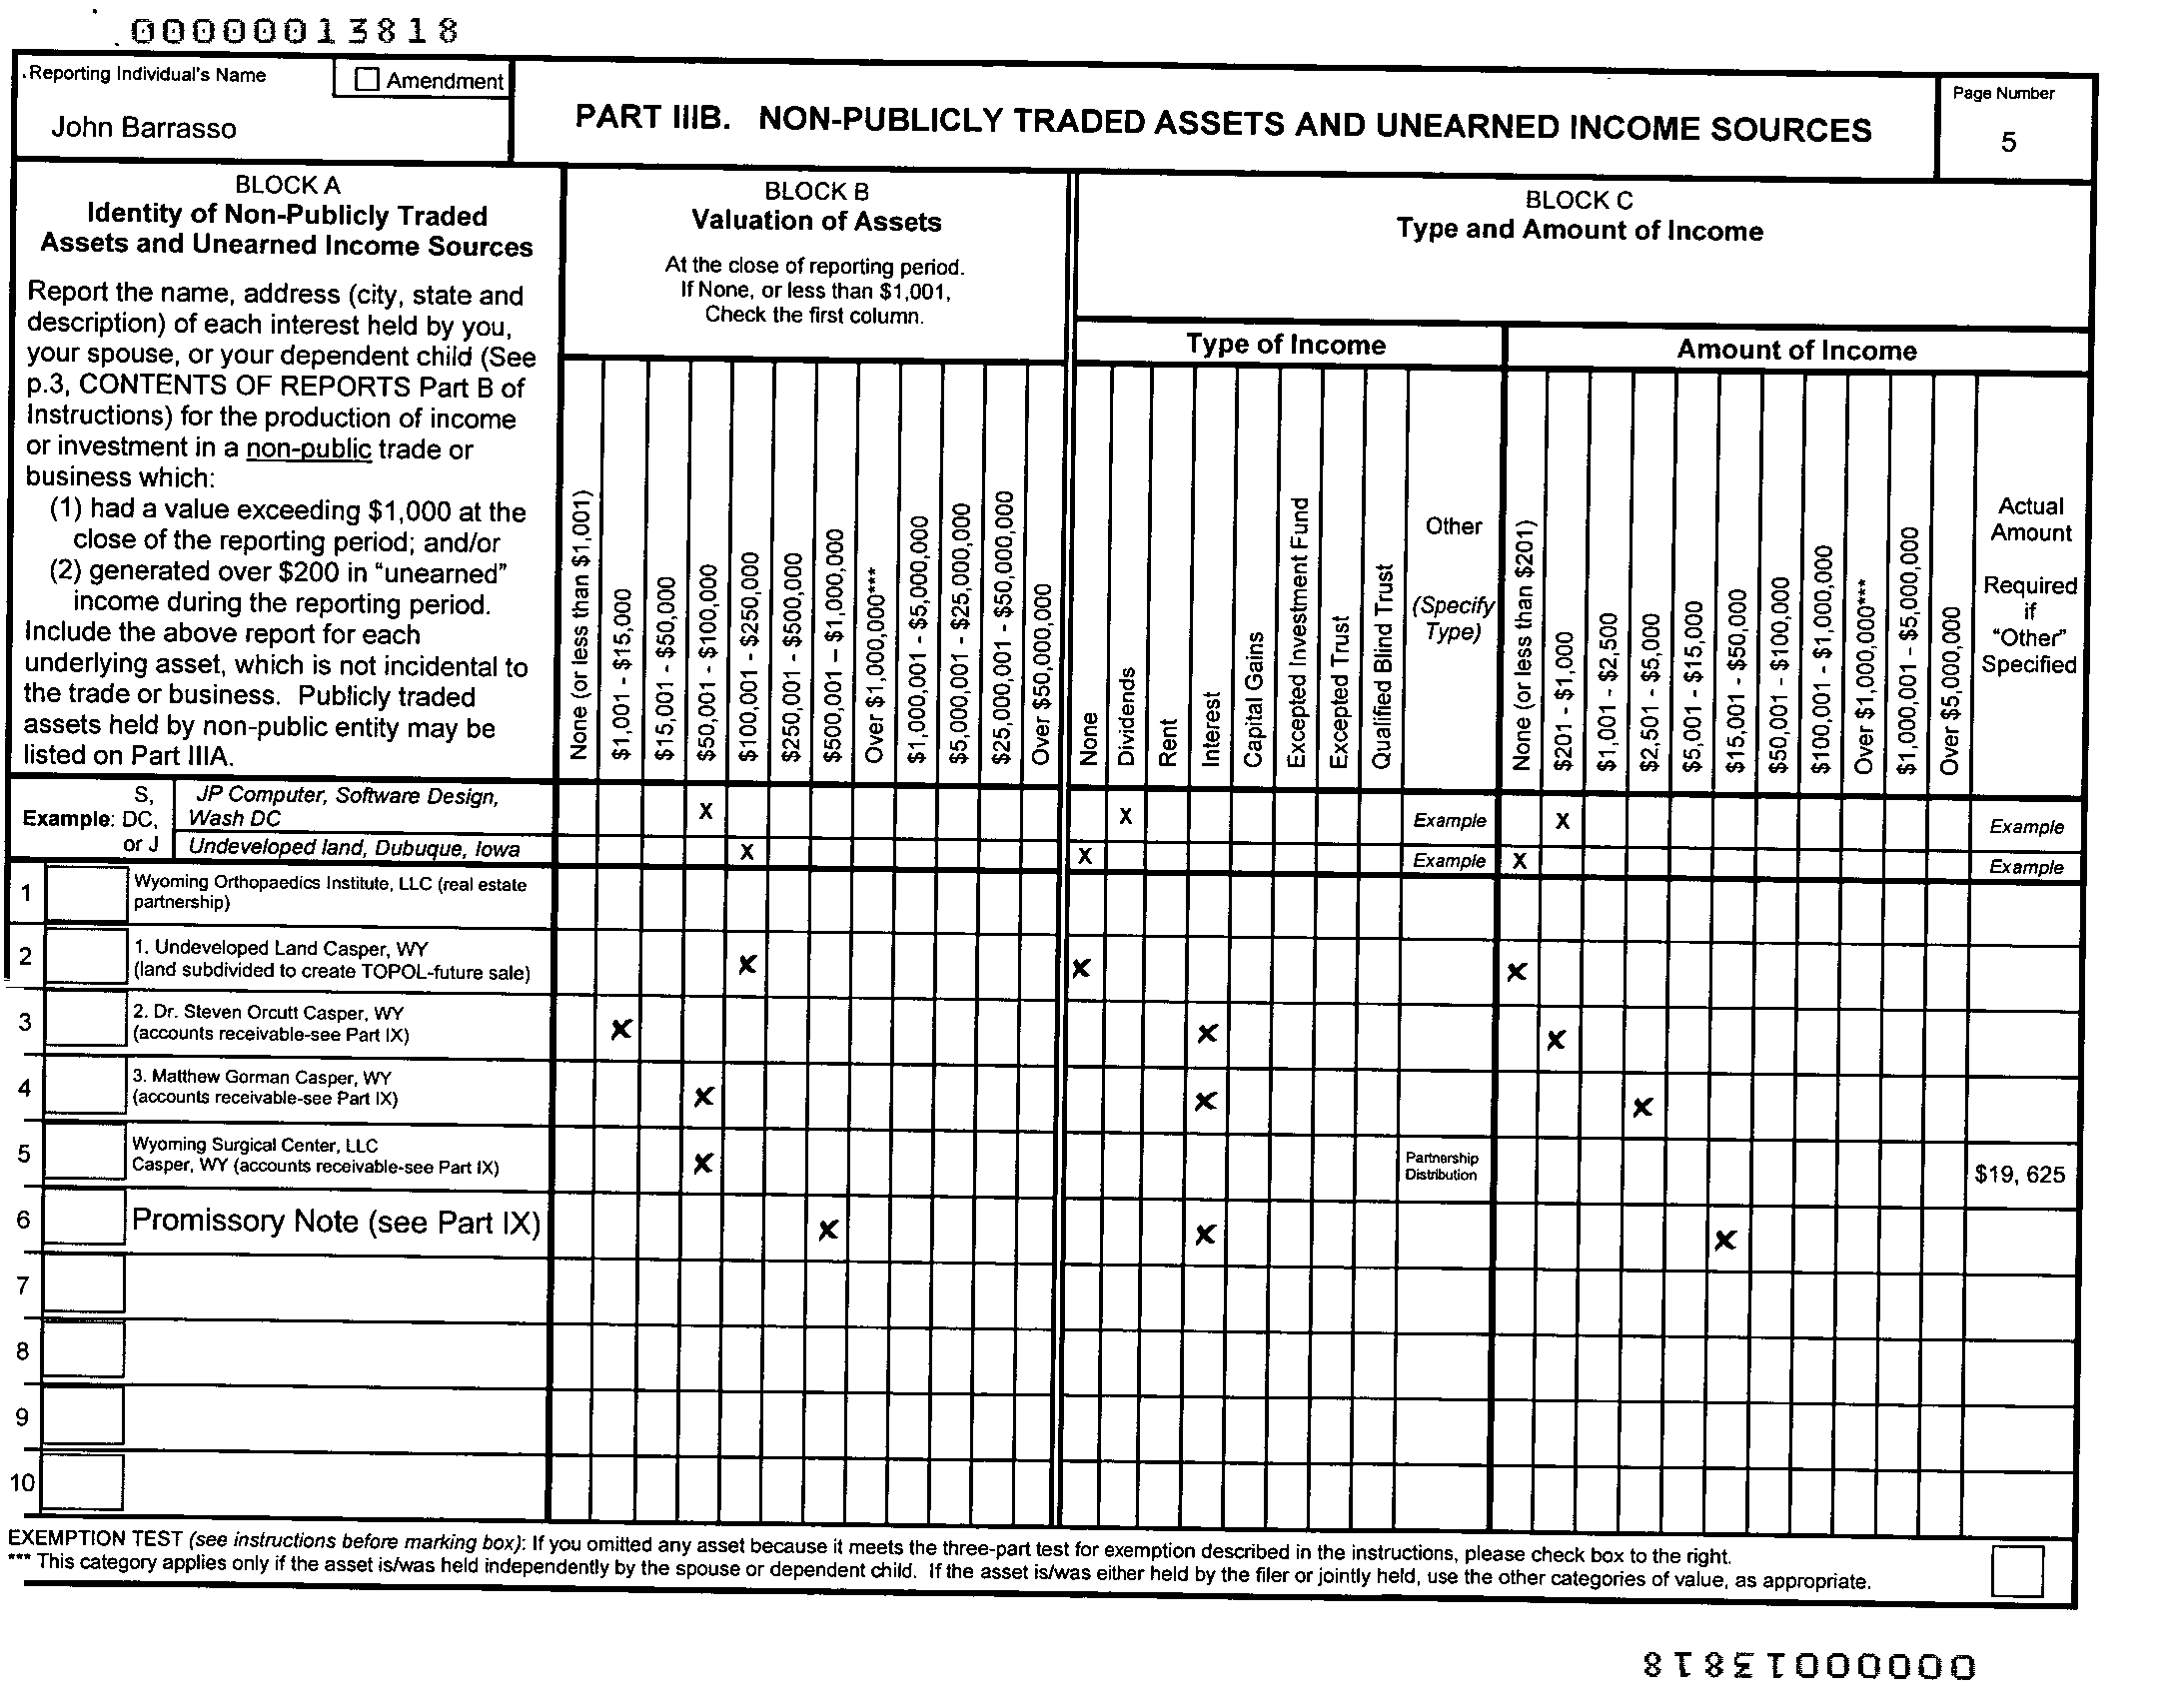 00000013818
Reporting Individual's Name
☐ Amendment
John Barrasso
PART IIIB. NON-PUBLICLY TRADED ASSETS AND UNEARNED INCOME SOURCES
Page Number
5
BLOCK A
Identity of Non-Publicly Traded
Assets and Unearned Income Sources
Report the name, address (city, state and
description) of each interest held by you,
your spouse, or your dependent child (See
p.3, CONTENTS OF REPORTS Part B of
Instructions) for the production of income
or investment in a non-public trade or
business which:
(1) had a value exceeding $1,000 at the
close of the reporting period; and/or
(2) generated over $200 in "unearned"
income during the reporting period.
Include the above report for each
underlying asset, which is not incidental to
the trade or business. Publicly traded
assets held by non-public entity may be
listed on Part IIIA.
BLOCK B
Valuation of Assets
At the close of reporting period.
If None, or less than $1,001,
Check the first column.
None (or less than $1,001)
$1,001 - $15,000
$15,001 - $50,000
$50,001 - $100,000
$100,001 - $250,000
$250,001 - $500,000
$500,001 – $1,000,000
Over $1,000,000***
$1,000,001 - $5,000,000
$5,000,001 - $25,000,000
$25,000,001 - $50,000,000
Over $50,000,000
BLOCK C
Type and Amount of Income
Type of Income
None
Dividends
Rent
Interest
Capital Gains
Excepted Investment Fund
Excepted Trust
Qualified Blind Trust
Other
(Specify
Type)
Amount of Income
None (or less than $201)
$201 - $1,000
$1,001 - $2,500
$2,501 - $5,000
$5,001 - $15,000
$15,001 - $50,000
$50,001 - $100,000
$100,001 - $1,000,000
Over $1,000,000***
$1,000,001 - $5,000,000
Over $5,000,000
Actual
Amount
Required
if
"Other"
Specified
S,
Example: DC,
or J
JP Computer, Software Design,
Wash DC
X X Example X Example
Undeveloped land, Dubuque, Iowa X X Example X Example
1 Wyoming Orthopaedics Institute, LLC (real estate
partnership)
2 1. Undeveloped Land Casper, WY
(land subdivided to create TOPOL-future sale) X X X
3 2. Dr. Steven Orcutt Casper, WY
(accounts receivable-see Part IX) X X X
4 3. Matthew Gorman Casper, WY
(accounts receivable-see Part IX) X X X
5 Wyoming Surgical Center, LLC
Casper, WY (accounts receivable-see Part IX) X
Partnership
Distribution
$19, 625
6 Promissory Note (see Part IX) X X X
7
8
9
10
EXEMPTION TEST (see instructions before marking box): If you omitted any asset because it meets the three-part test for exemption described in the instructions, please check box to the right.
*** This category applies only if the asset is/was held independently by the spouse or dependent child. If the asset is/was either held by the filer or jointly held, use the other categories of value, as appropriate.
00000013818